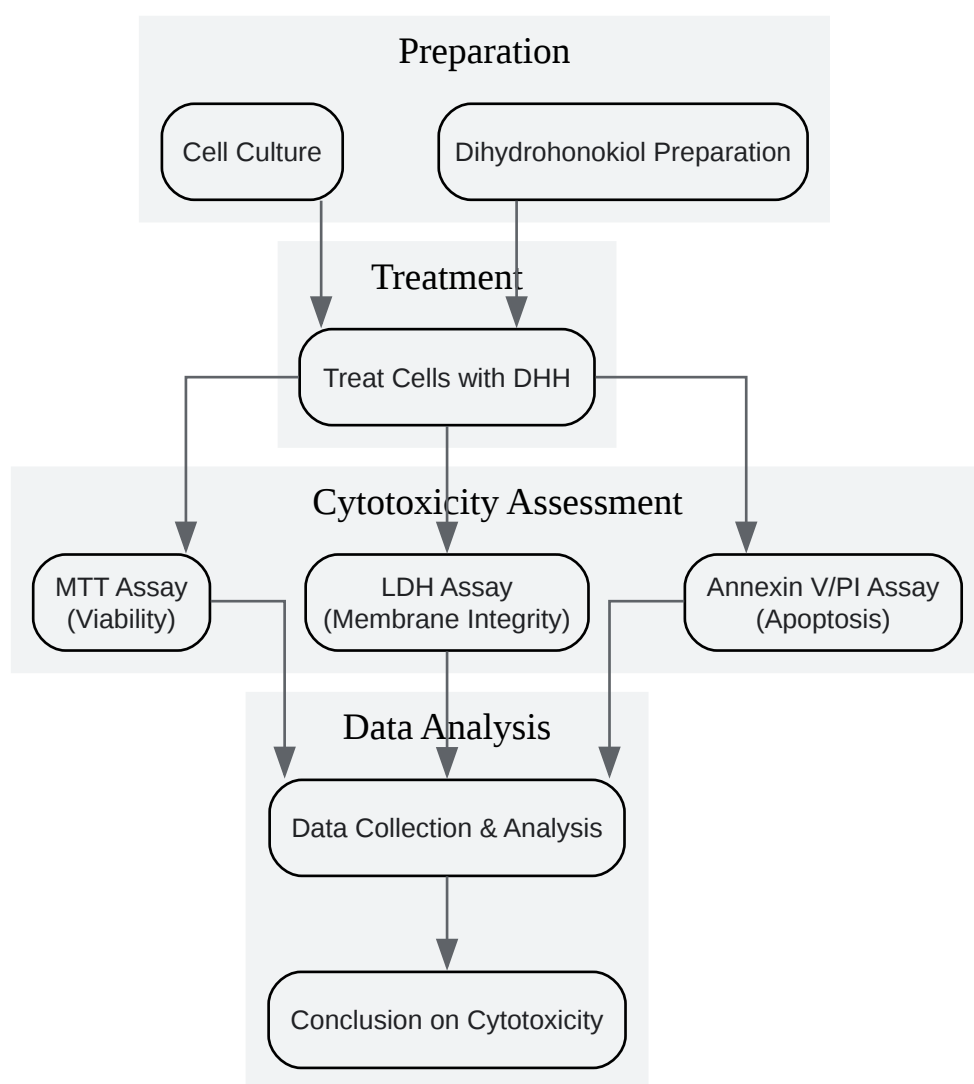 Preparation
Cell Culture
Dihydrohonokiol Preparation
Treatment
Treat Cells with DHH
Cytotoxicity Assessment
MTT Assay
(Viability)
LDH Assay
(Membrane Integrity)
Annexin V/PI Assay
(Apoptosis)
Data Analysis
Data Collection & Analysis
Conclusion on Cytotoxicity